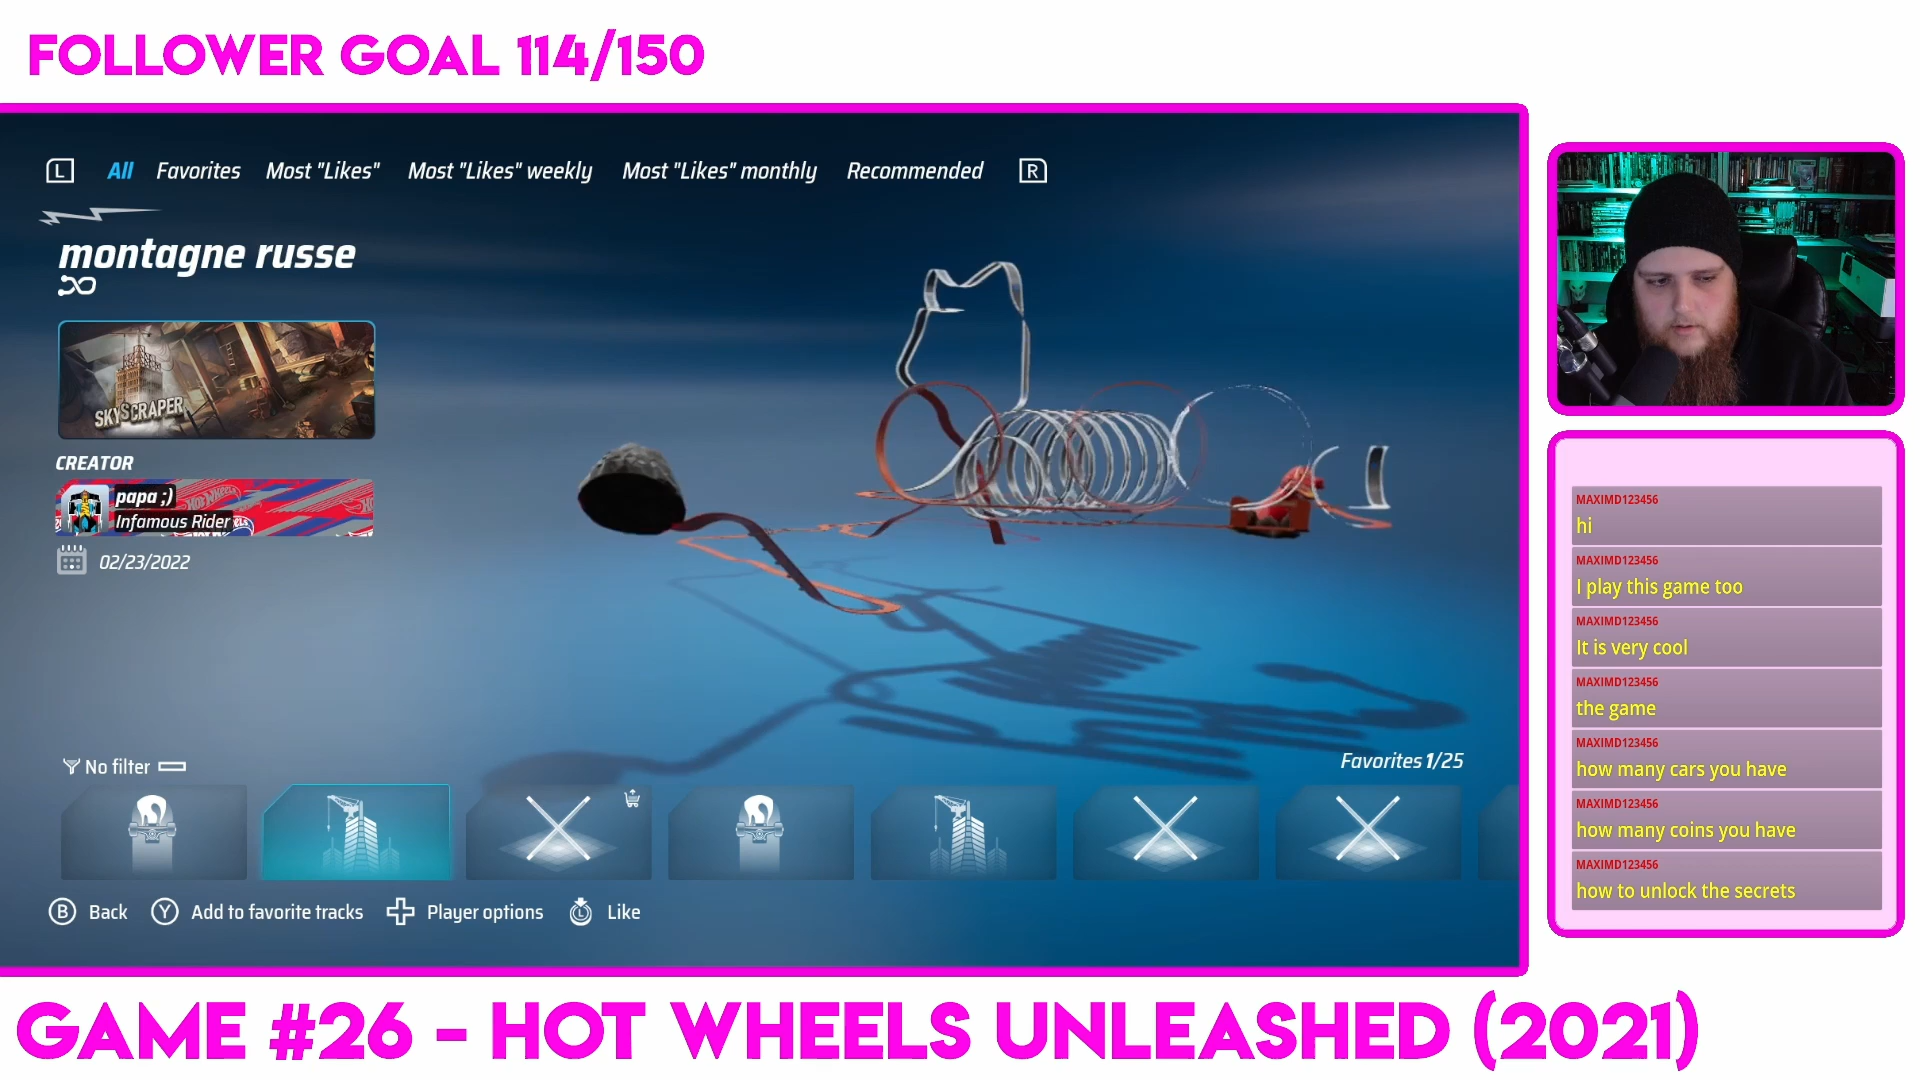 FOLLOWER GOAL 114/150
L All Favorites Most "Likes" Most "Likes" weekly Most "Likes" monthly Recommended R
montagne russe
SKYSCRAPER
CREATOR
papa ;)
Infamous Rider
HOT WHEELS
02/23/2022
No filter
Favorites 1/25
B Back Y Add to favorite tracks Player options L Like
MAXIMD123456
hi
MAXIMD123456
I play this game too
MAXIMD123456
It is very cool
MAXIMD123456
the game
MAXIMD123456
how many cars you have
MAXIMD123456
how many coins you have
MAXIMD123456
how to unlock the secrets
GAME #26 - HOT WHEELS UNLEASHED (2021)